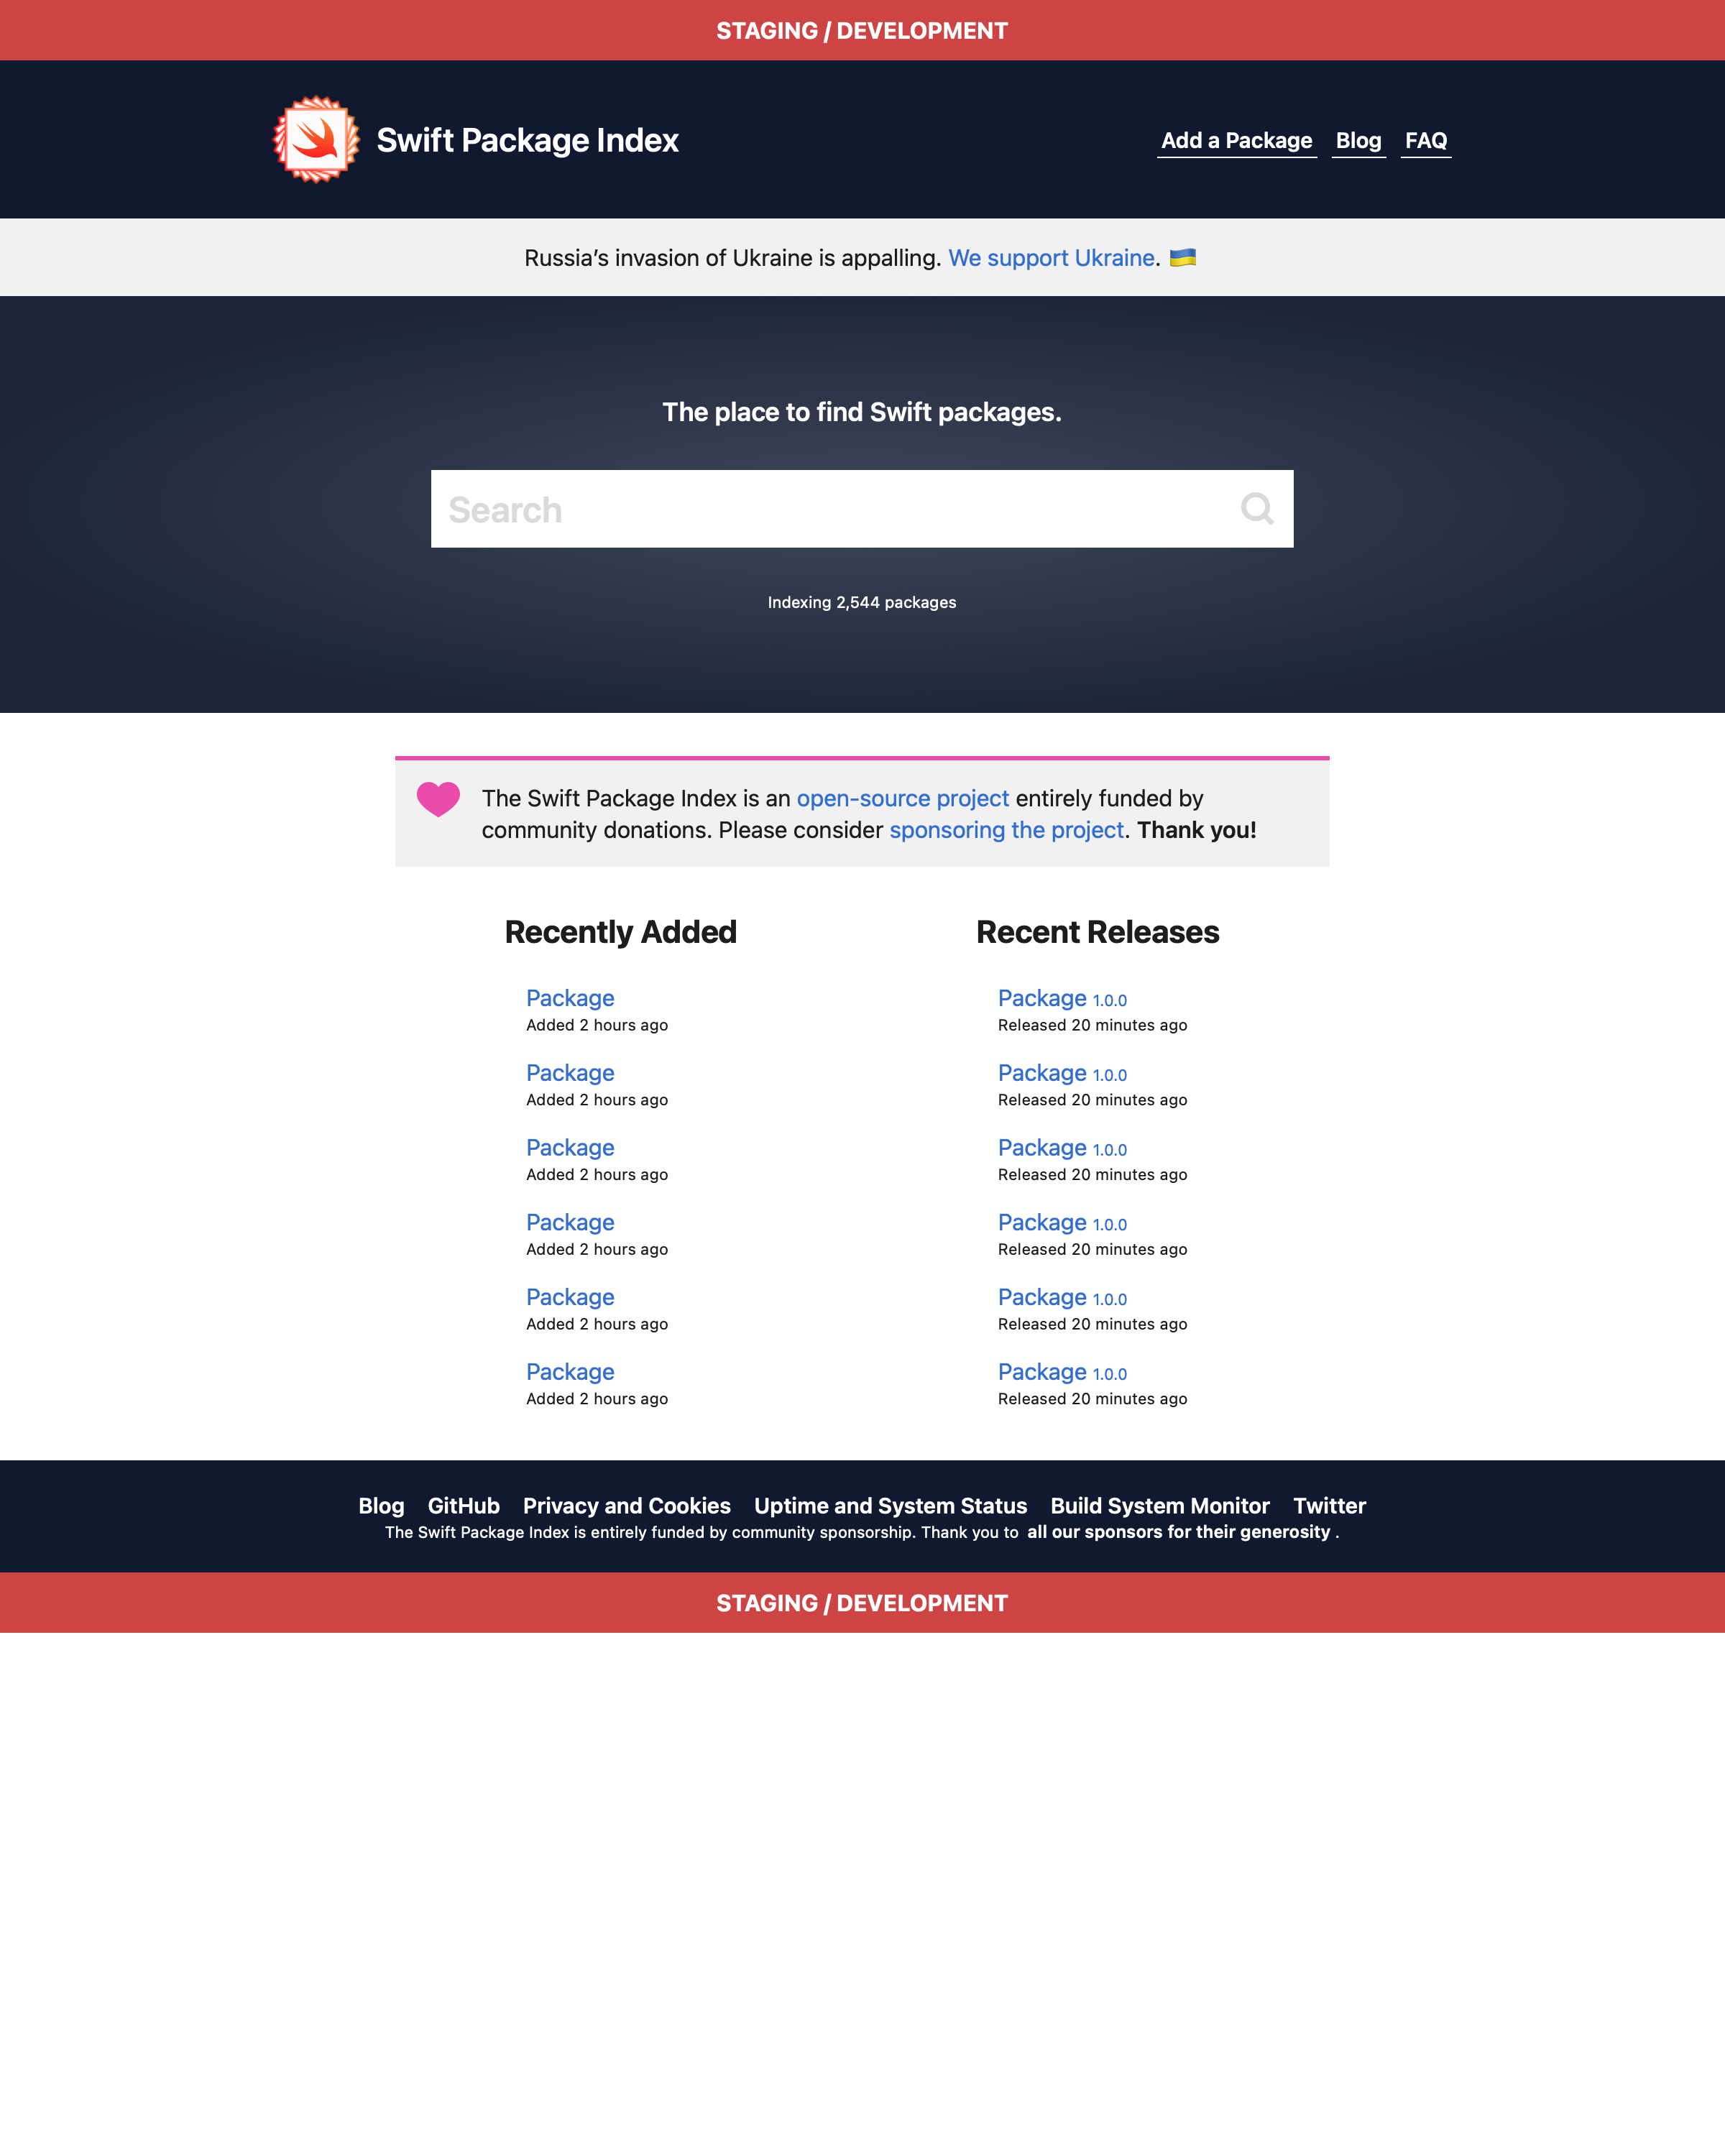 STAGING / DEVELOPMENT
Swift Package Index
Add a Package Blog FAQ
Russia’s invasion of Ukraine is appalling. We support Ukraine. 🇺🇦
The place to find Swift packages.
Search
Indexing 2,544 packages
The Swift Package Index is an open-source project entirely funded by
community donations. Please consider sponsoring the project. Thank you!
Recently Added
Package
Added 2 hours ago
Package
Added 2 hours ago
Package
Added 2 hours ago
Package
Added 2 hours ago
Package
Added 2 hours ago
Package
Added 2 hours ago
Recent Releases
Package 1.0.0
Released 20 minutes ago
Package 1.0.0
Released 20 minutes ago
Package 1.0.0
Released 20 minutes ago
Package 1.0.0
Released 20 minutes ago
Package 1.0.0
Released 20 minutes ago
Package 1.0.0
Released 20 minutes ago
Blog GitHub Privacy and Cookies Uptime and System Status Build System Monitor Twitter
The Swift Package Index is entirely funded by community sponsorship. Thank you to all our sponsors for their generosity .
STAGING / DEVELOPMENT